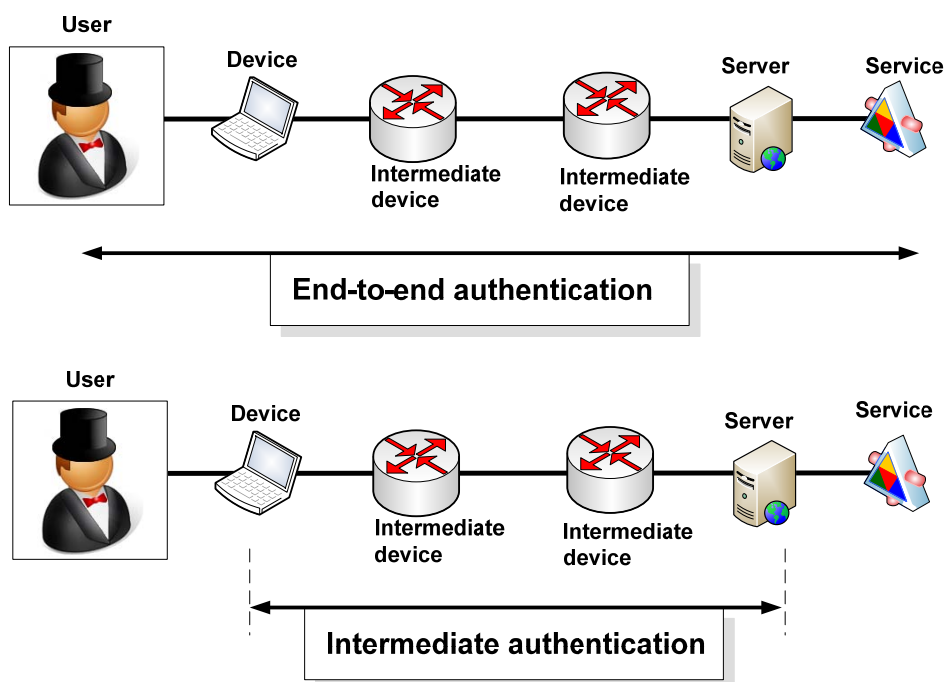 User
Device
Server
Service
Intermediate
device
Intermediate
device
End-to-end authentication
User
Device
Server
Service
Intermediate
device
Intermediate
device
Intermediate authentication